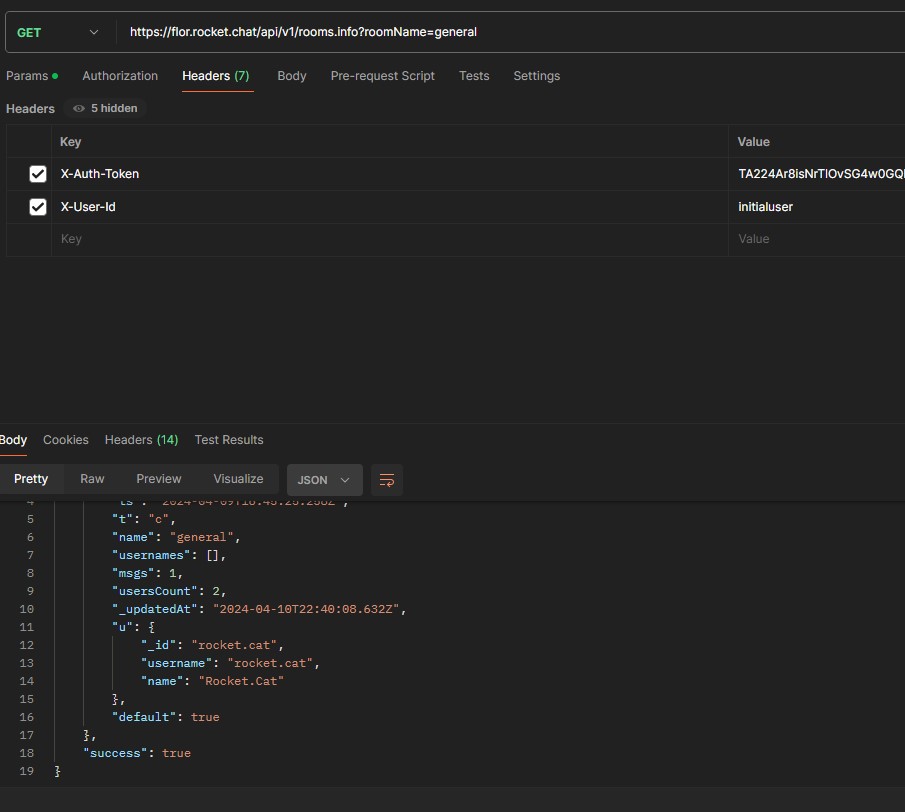 GET https://flor.rocket.chat/api/v1/rooms.info?roomName=general
Params Authorization Headers (7) Body Pre-request Script Tests Settings
Headers 5 hidden
Key Value
X-Auth-Token TA224Ar8isNrTlOvSG4w0GQ
X-User-Id initialuser
Key Value
Body Cookies Headers (14) Test Results
Pretty Raw Preview Visualize JSON
5 "t": "c",
6 "name": "general",
7 "usernames": [],
8 "msgs": 1,
9 "usersCount": 2,
10 "_updatedAt": "2024-04-10T22:40:08.632Z",
11 "u": {
12 "_id": "rocket.cat",
13 "username": "rocket.cat",
14 "name": "Rocket.Cat"
15 },
16 "default": true
17 },
18 "success": true
19 }